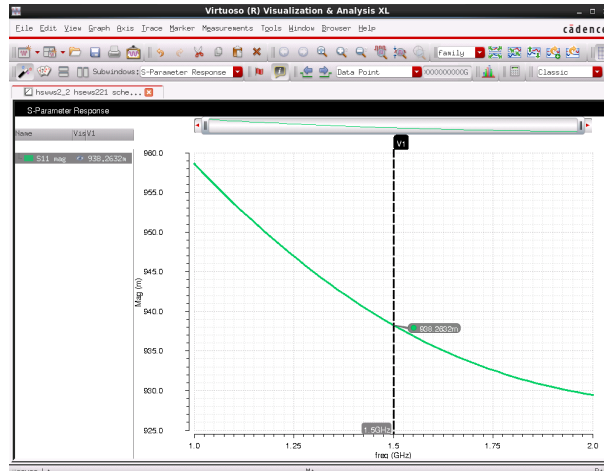 Virtuoso (R) Visualization & Analysis XL
File Edit View Graph Axis Trace Marker Measurements Tools Window Browser Help
cādence
Family
Subwindows: S-Parameter Response
Data Point
Classic
hsews221 sche...
S-Parameter Response
Name Vis V1
S11 mag 938.2632m
V1
960.0
955.0
950.0
945.0
940.0
935.0
930.0
925.0
Mag (m)
938.2632m
1.5GHz
1.0 1.25 1.5 1.75 2.0
freq (GHz)